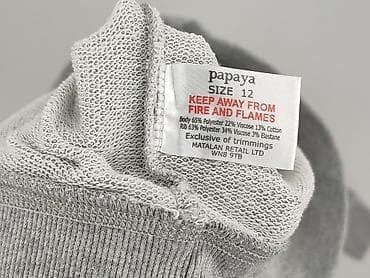 papaya
SIZE 12
KEEP AWAY FROM
FIRE AND FLAMES
Body 65% Polyester 22% Viscose 13% Cotton
Rib 63% Polyester 34% Viscose 3% Elastane
Exclusive of trimmings
MATALAN RETAIL LTD
WN8 9TB